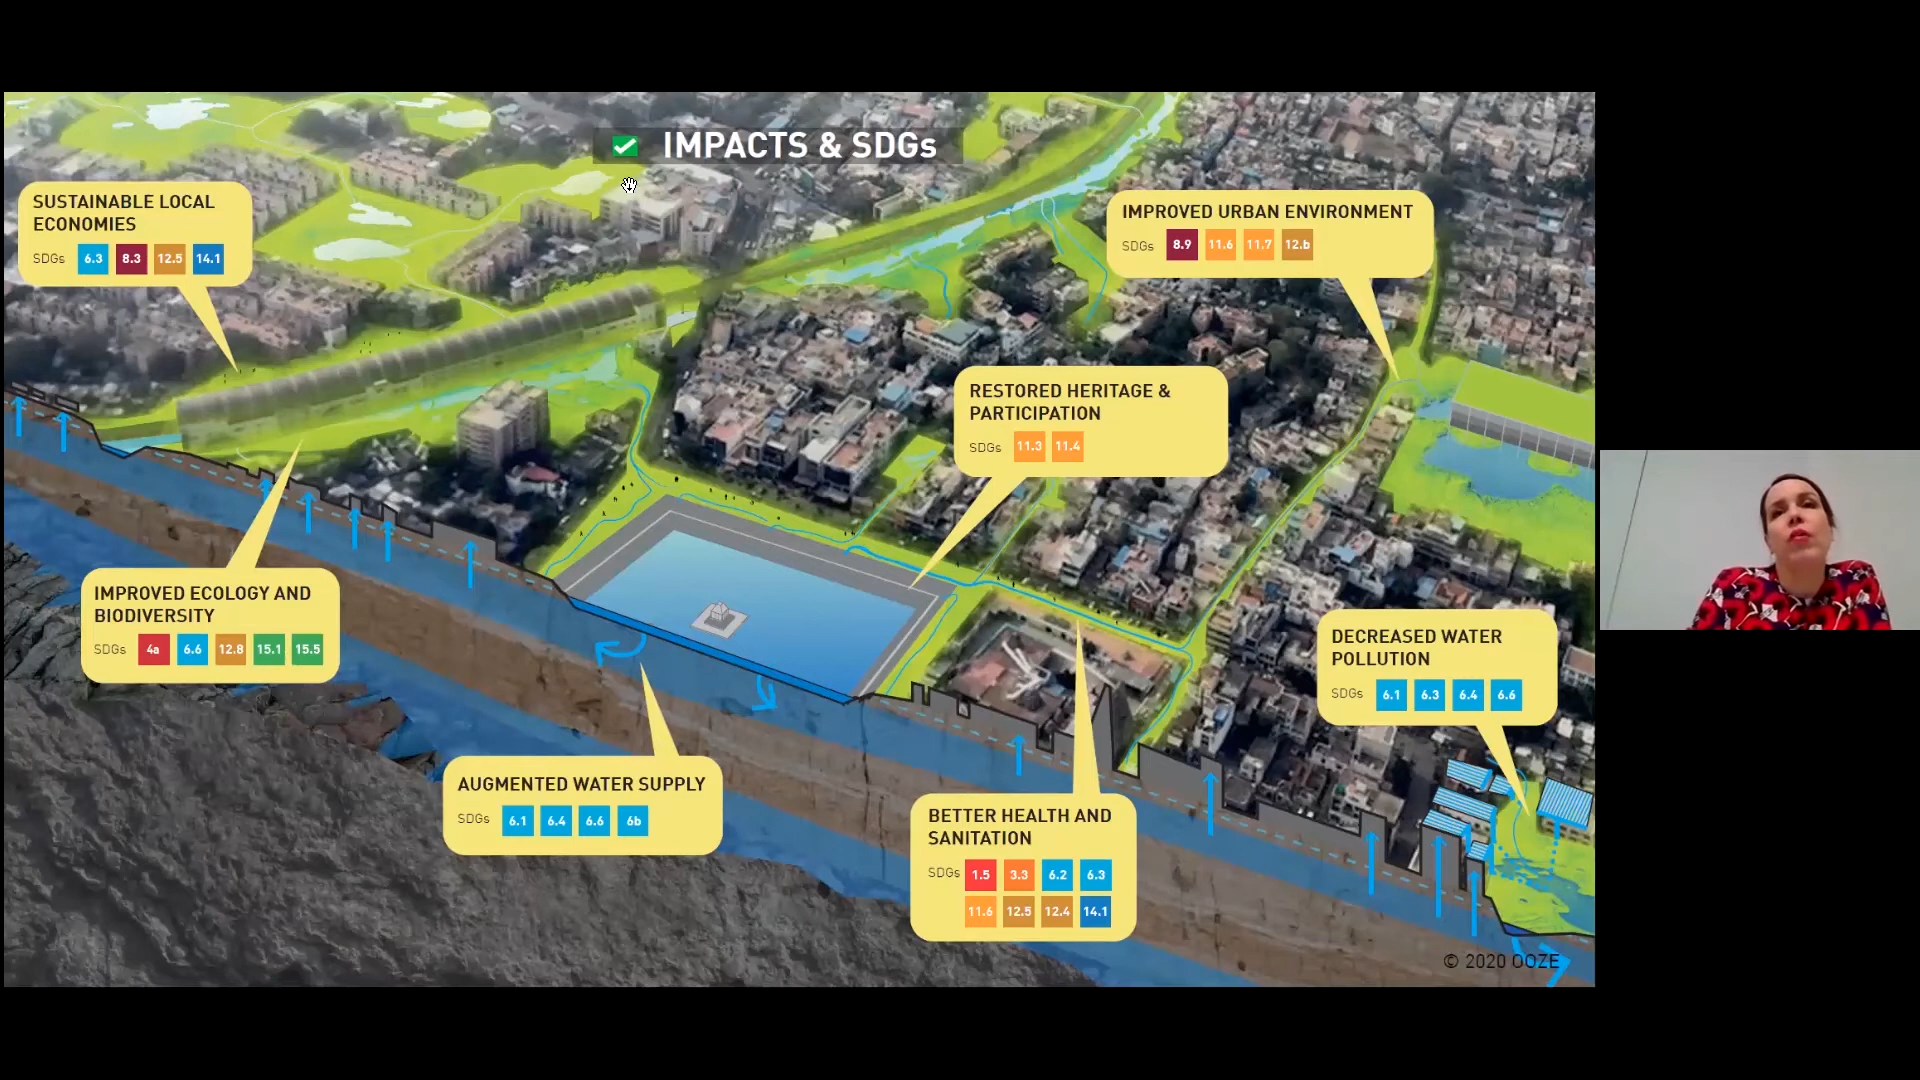 IMPACTS & SDGs
SUSTAINABLE LOCAL
ECONOMIES
SDGs 6.3 8.3 12.5 14.1
IMPROVED URBAN ENVIRONMENT
SDGs 8.9 11.6 11.7 12.b
RESTORED HERITAGE &
PARTICIPATION
SDGs 11.3 11.4
IMPROVED ECOLOGY AND
BIODIVERSITY
SDGs 4a 6.6 12.8 15.1 15.5
DECREASED WATER
POLLUTION
SDGs 6.1 6.3 6.4 6.6
AUGMENTED WATER SUPPLY
SDGs 6.1 6.4 6.6 6b
BETTER HEALTH AND
SANITATION
SDGs 1.5 3.3 6.2 6.3
11.6 12.5 12.4 14.1
© 2020 OOZE